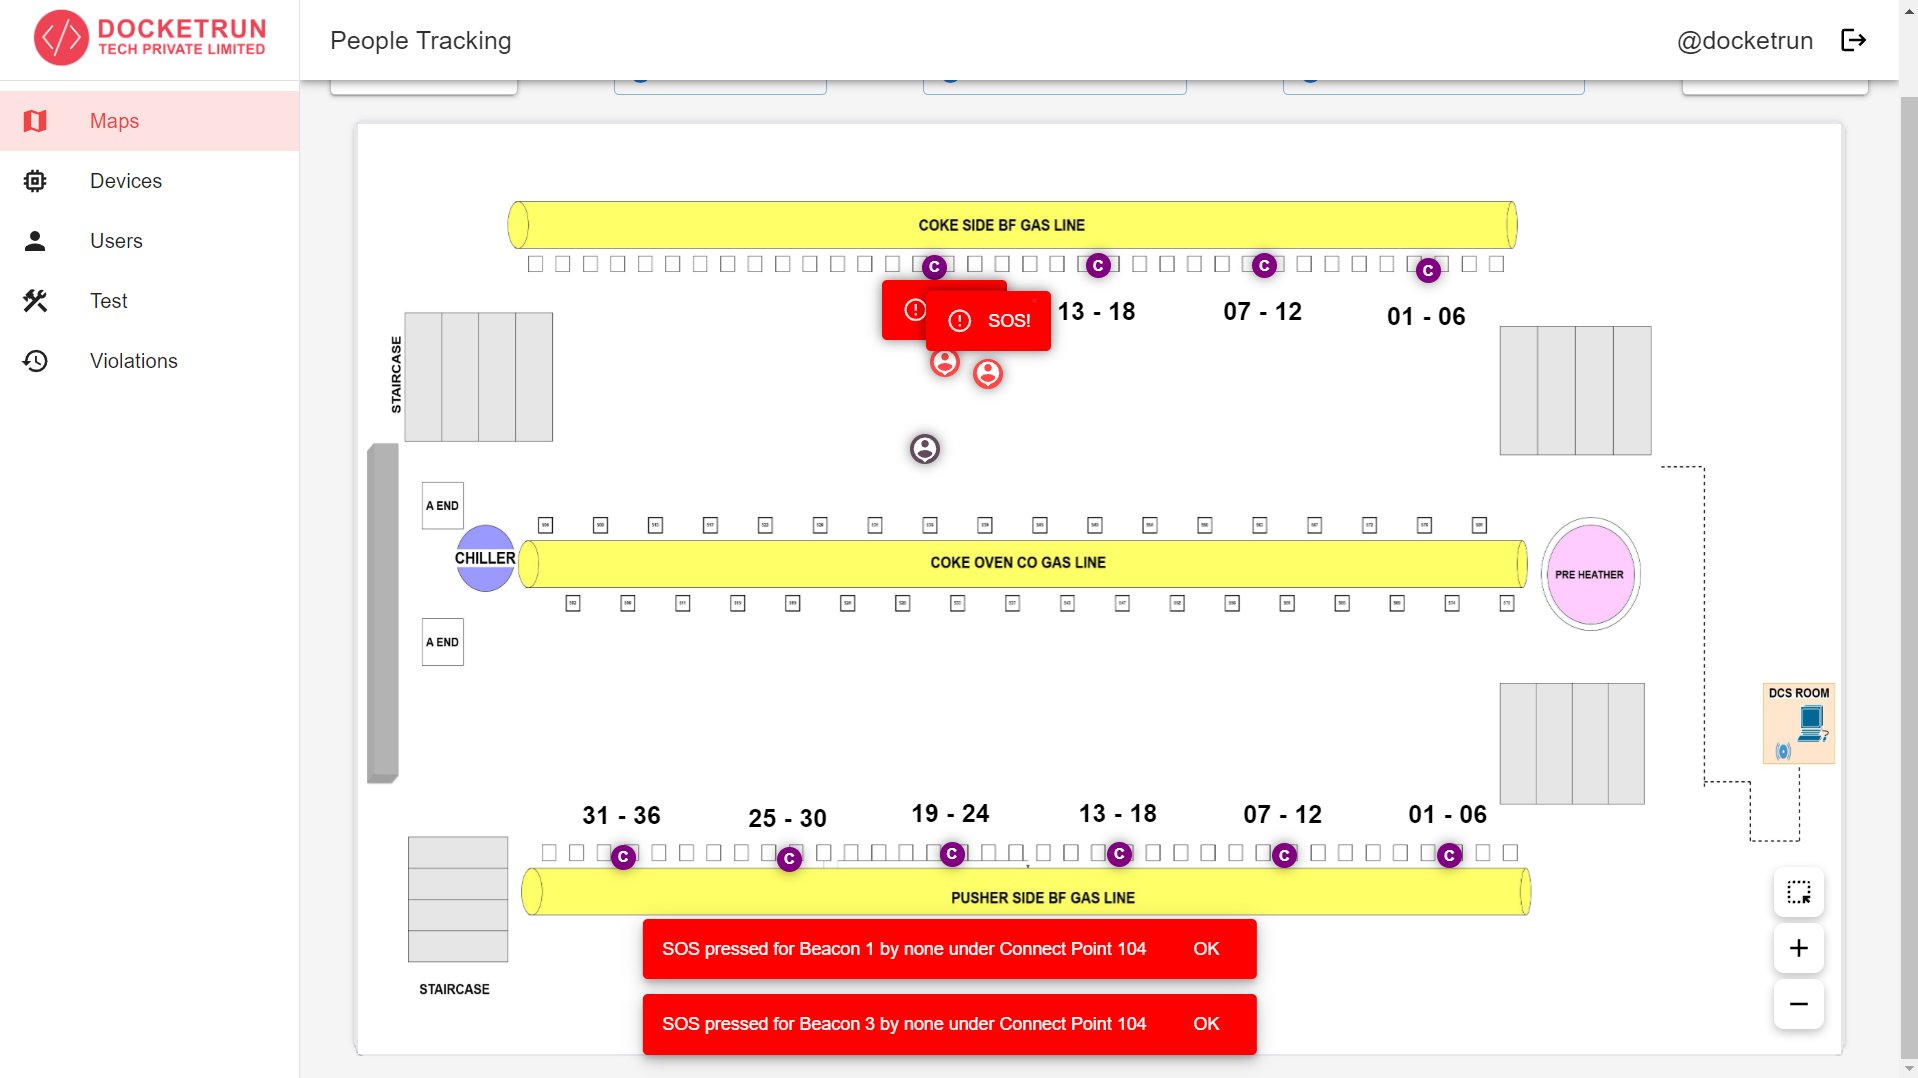 DOCKETRUN
TECH PRIVATE LIMITED
People Tracking
@docketrun
Maps
Devices
Users
Test
Violations
COKE SIDE BF GAS LINE
C
C
C
C
SOS!
13 - 18
07 - 12
01 - 06
STAIRCASE
A END
CHILLER
COKE OVEN CO GAS LINE
PRE HEATHER
A END
DCS ROOM
?
31 - 36
25 - 30
19 - 24
13 - 18
07 - 12
01 - 06
C
C
C
C
C
C
PUSHER SIDE BF GAS LINE
SOS pressed for Beacon 1 by none under Connect Point 104 OK
STAIRCASE
SOS pressed for Beacon 3 by none under Connect Point 104 OK